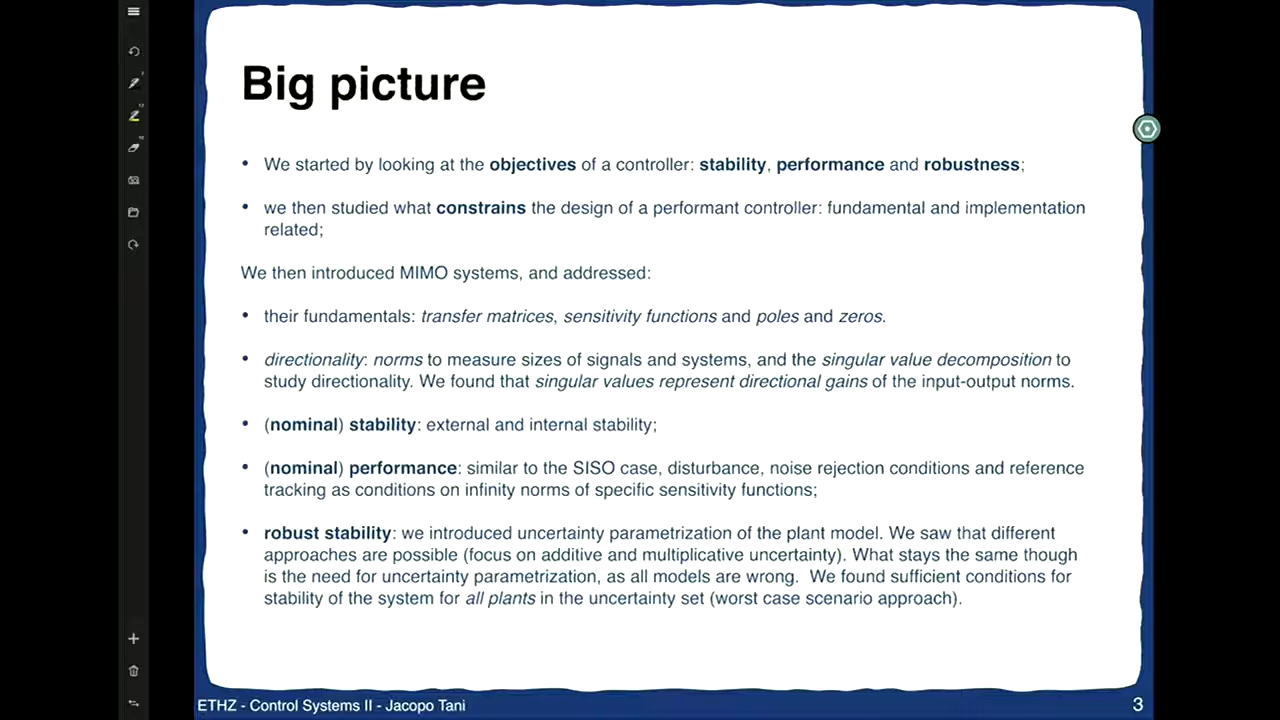 Big picture
• We started by looking at the objectives of a controller: stability, performance and robustness;
• we then studied what constrains the design of a performant controller: fundamental and implementation
related;
We then introduced MIMO systems, and addressed:
• their fundamentals: transfer matrices, sensitivity functions and poles and zeros.
• directionality: norms to measure sizes of signals and systems, and the singular value decomposition to
study directionality. We found that singular values represent directional gains of the input-output norms.
• (nominal) stability: external and internal stability;
• (nominal) performance: similar to the SISO case, disturbance, noise rejection conditions and reference
tracking as conditions on infinity norms of specific sensitivity functions;
• robust stability: we introduced uncertainty parametrization of the plant model. We saw that different
approaches are possible (focus on additive and multiplicative uncertainty). What stays the same though
is the need for uncertainty parametrization, as all models are wrong. We found sufficient conditions for
stability of the system for all plants in the uncertainty set (worst case scenario approach).
ETHZ - Control Systems II - Jacopo Tani
3